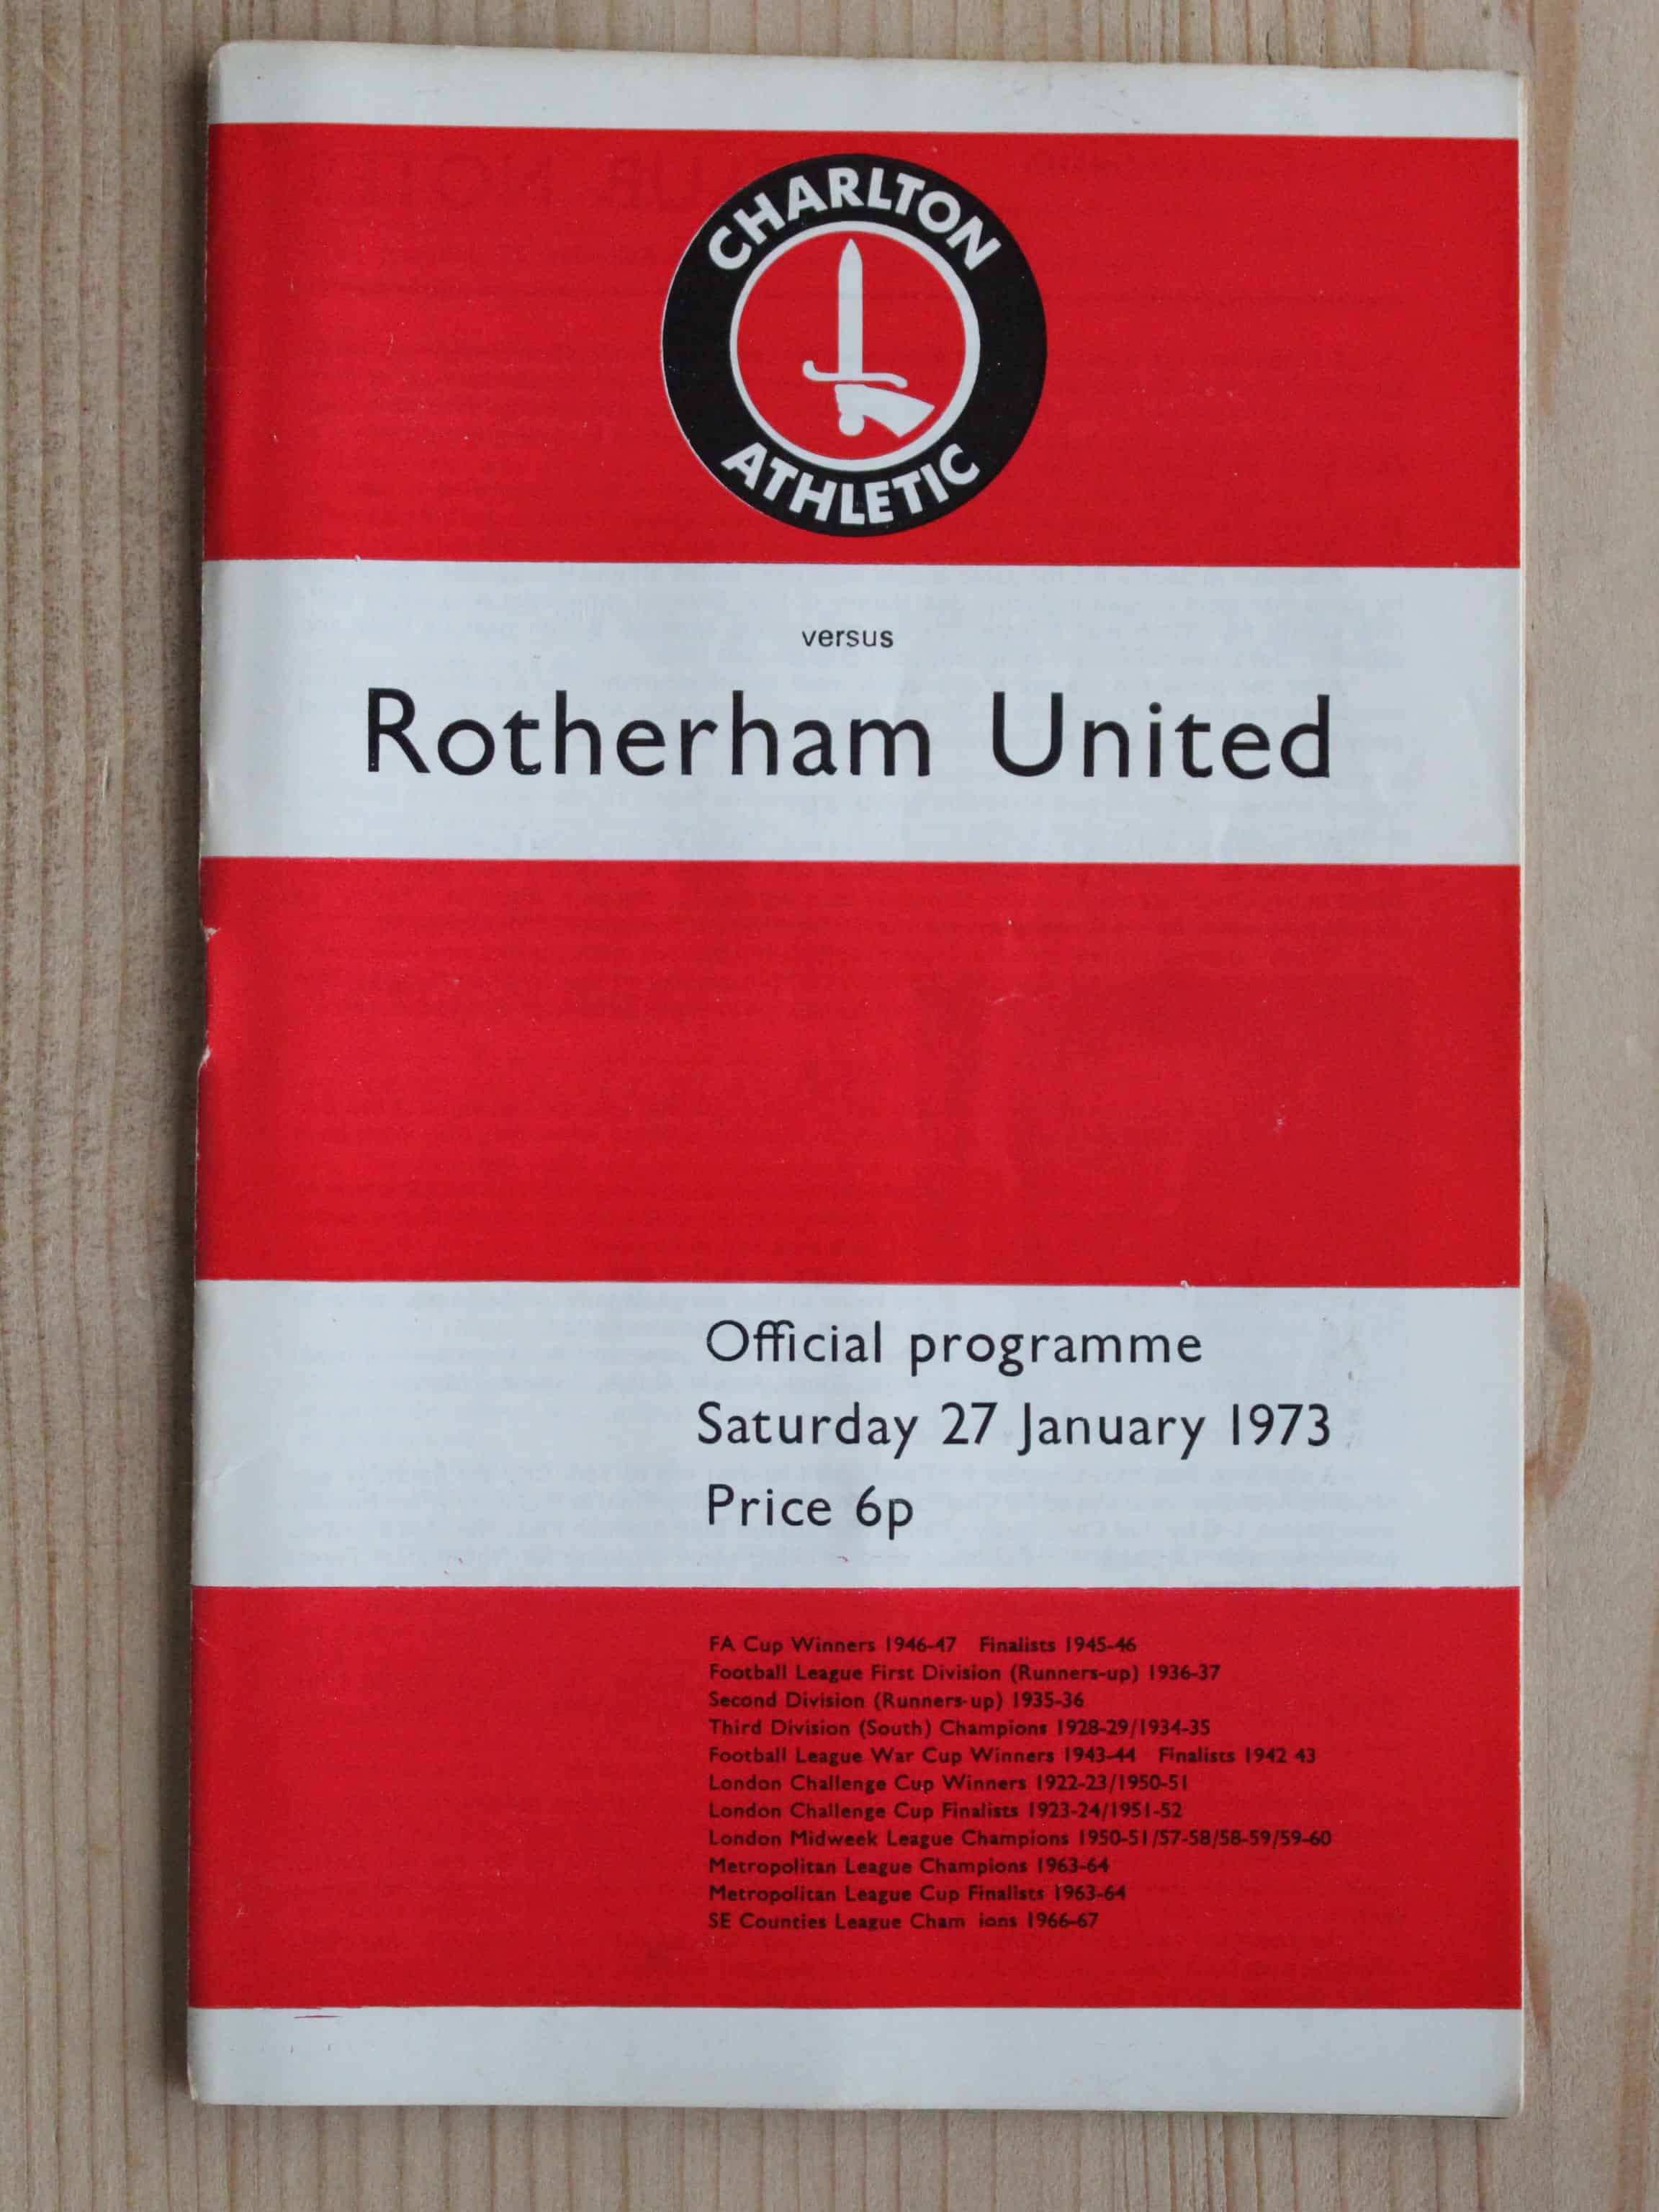 CHARLTON
ATHLETIC
versus
Rotherham United
Official programme
Saturday 27 January 1973
Price 6p
FA Cup Winners 1946-47 Finalists 1945-46
Football League First Division (Runners-up) 1936-37
Second Division (Runners-up) 1935-36
Third Division (South) Champions 1928-29/1934-35
Football League War Cup Winners 1943-44 Finalists 1942 43
London Challenge Cup Winners 1922-23/1950-51
London Challenge Cup Finalists 1923-24/1951-52
London Midweek League Champions 1950-51/57-58/58-59/59-60
Metropolitan League Champions 1963-64
Metropolitan League Cup Finalists 1963-64
SE Counties League Cham ions 1966-67